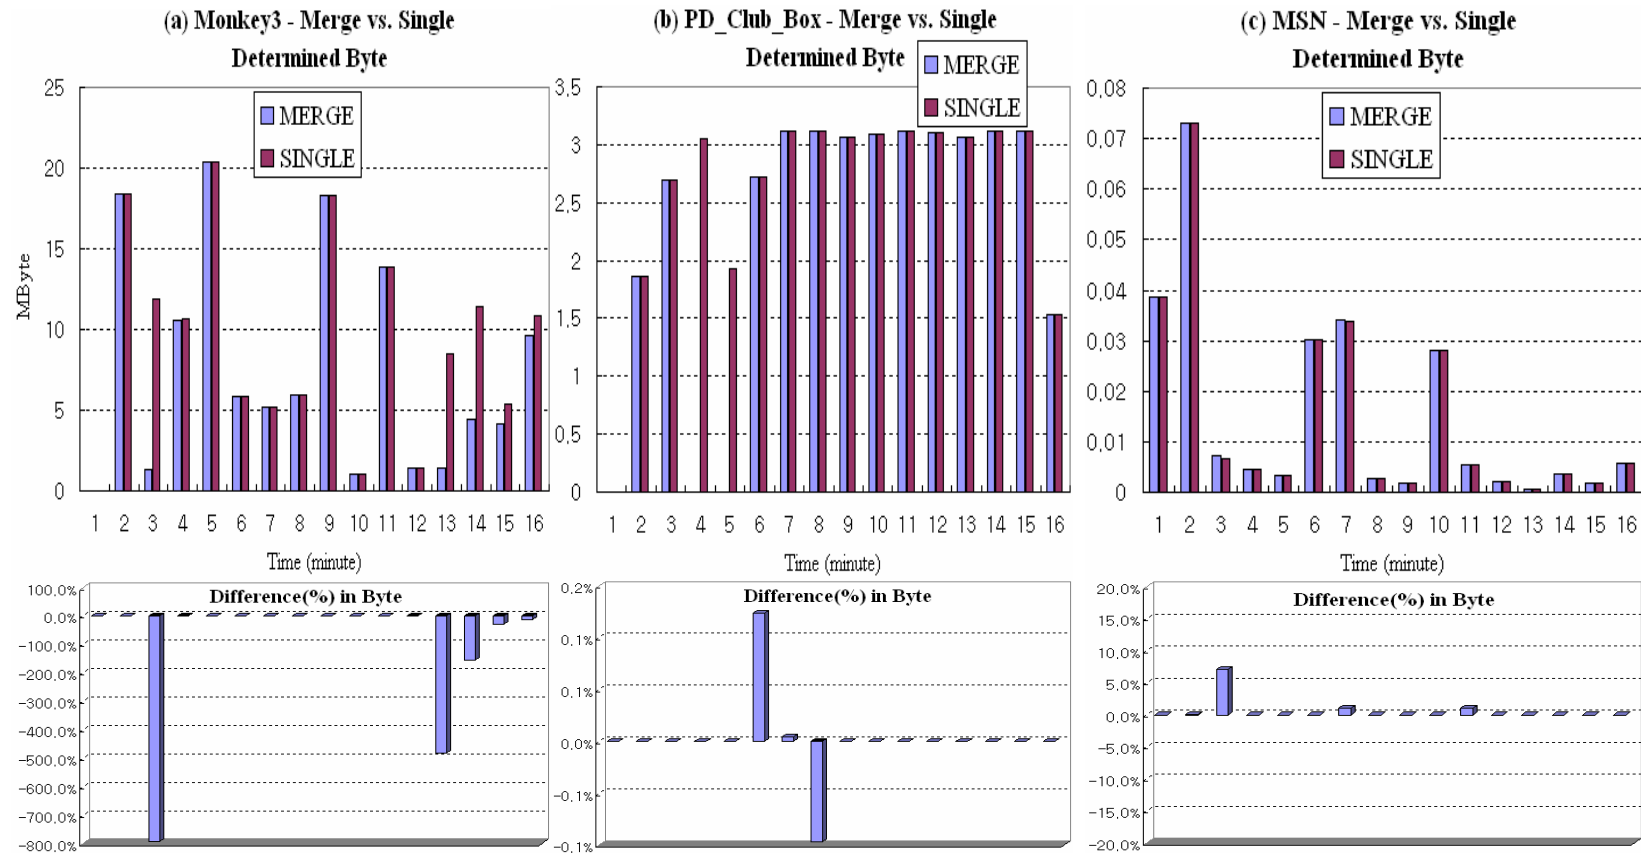 (a) Monkey3 - Merge vs. Single
Determined Byte
MERGE
SINGLE
MByte
25
20
15
10
5
0
1 2 3 4 5 6 7 8 9 10 11 12 13 14 15 16
Time (minute)
Difference(%) in Byte
100.0%
0.0%
-100.0%
-200.0%
-300.0%
-400.0%
-500.0%
-600.0%
-700.0%
-800.0%
(b) PD_Club_Box - Merge vs. Single
Determined Byte
MERGE
SINGLE
3.5
3
2.5
2
1.5
1
0.5
0
1 2 3 4 5 6 7 8 9 10 11 12 13 14 15 16
Time (minute)
Difference(%) in Byte
0.2%
0.1%
0.1%
0.0%
-0.1%
-0.1%
(c) MSN - Merge vs. Single
Determined Byte
MERGE
SINGLE
0.08
0.07
0.06
0.05
0.04
0.03
0.02
0.01
0
1 2 3 4 5 6 7 8 9 10 11 12 13 14 15 16
Time (minute)
Difference(%) in Byte
20.0%
15.0%
10.0%
5.0%
0.0%
-5.0%
-10.0%
-15.0%
-20.0%